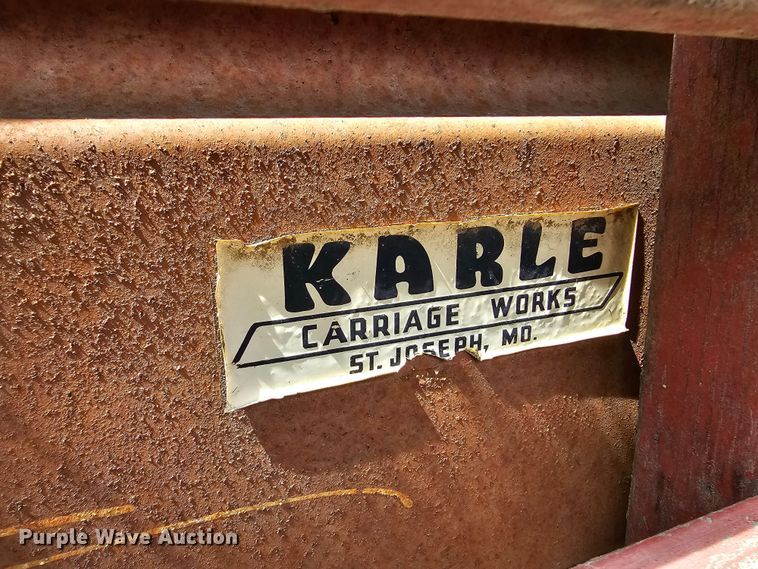 KARLE
CARRIAGE WORKS
ST. JOSEPH, MO.
Purple Wave Auction